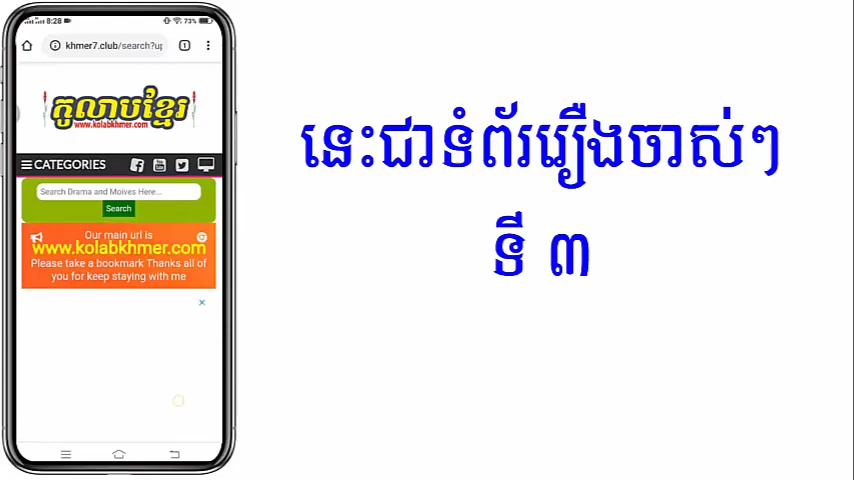 8:28
73%
khmer7.club/search?up
1
កូលាបខ្មែរ
www.kolabkhmer.com
CATEGORIES
Search Drama and Moives Here...
Search
Our main url is
www.kolabkhmer.com
Please take a bookmark Thanks all of
you for keep staying with me
នេះជាទំព័ររឿងចាស់ៗ
ទី ៣